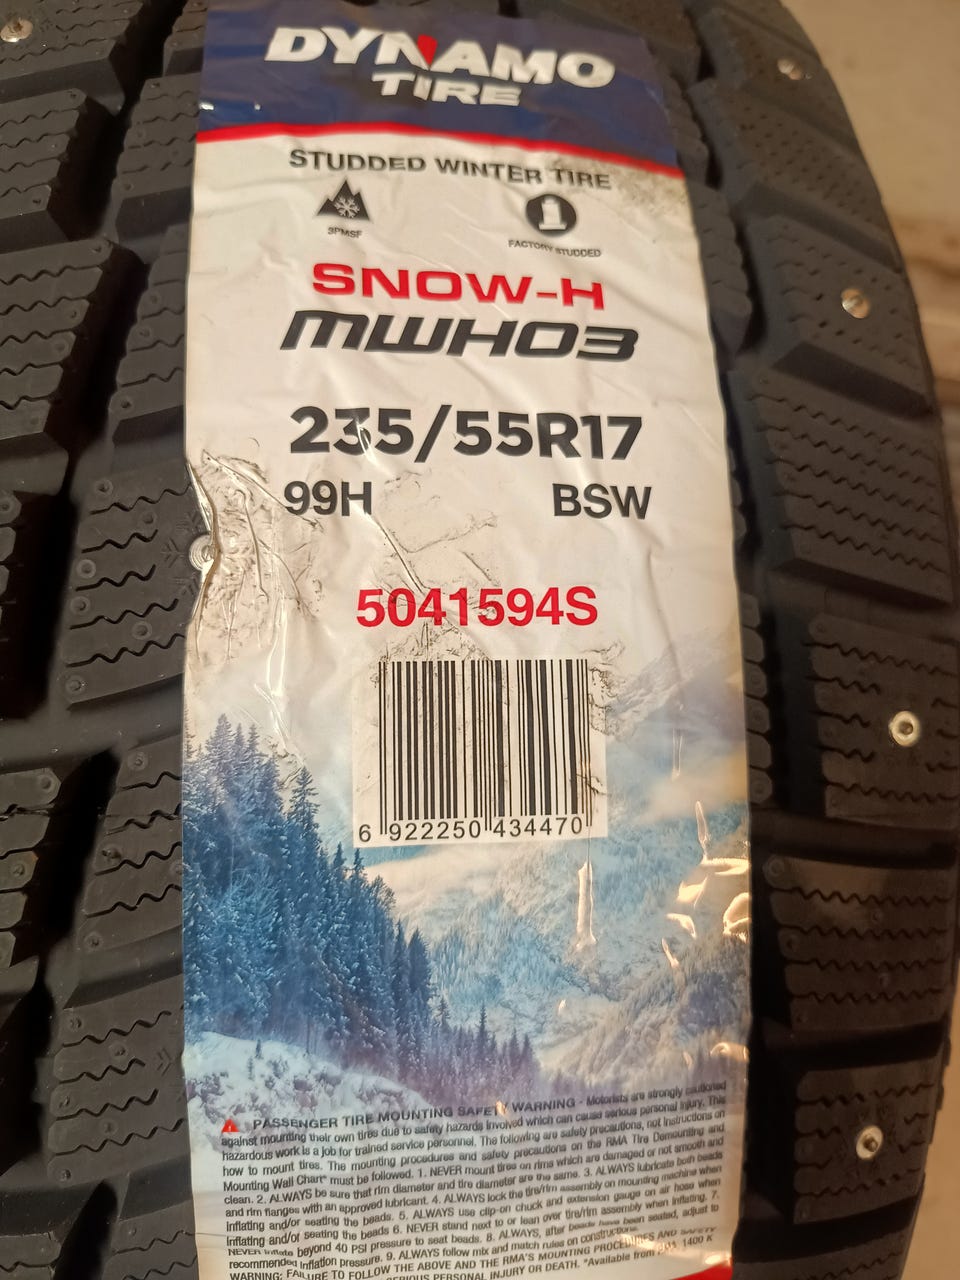 DYNAMO
TIRE
STUDDED WINTER TIRE
3PMSF
FACTORY STUDDED
SNOW-H
MWH03
235/55R17
99H BSW
5041594S
6 922250 434470
PASSENGER TIRE MOUNTING SAFETY WARNING - Motorists are strongly cautioned
against mounting their own tires due to safety hazards involved which can cause serious personal injury. This
hazardous work is a job for trained service personnel. The following are safety precautions, not instructions on
how to mount tires. The mounting procedures and safety precautions on the RMA Tire Demounting and
Mounting Wall Chart* must be followed. 1. NEVER mount tires on rims which are damaged or not smooth and
clean. 2. ALWAYS be sure that rim diameter and tire diameter are the same. 3. ALWAYS lubricate both beads
and rim flanges with an approved lubricant. 4. ALWAYS lock the tire/rim assembly on mounting machine when
inflating and/or seating the beads. 5. ALWAYS use clip-on chuck and extension gauge on air hose when
inflating and/or seating the beads 6. NEVER stand next to or lean over tire/rim assembly when inflating. 7.
NEVER inflate beyond 40 PSI pressure to seat beads. 8. ALWAYS, after beads have been seated, adjust to
recommended inflation pressure. 9. ALWAYS follow mix and match rules on constructions.
WARNING: FAILURE TO FOLLOW THE ABOVE AND THE RMA'S MOUNTING PROCEDURES AND SAFETY
SERIOUS PERSONAL INJURY OR DEATH. *Available from 1400 K